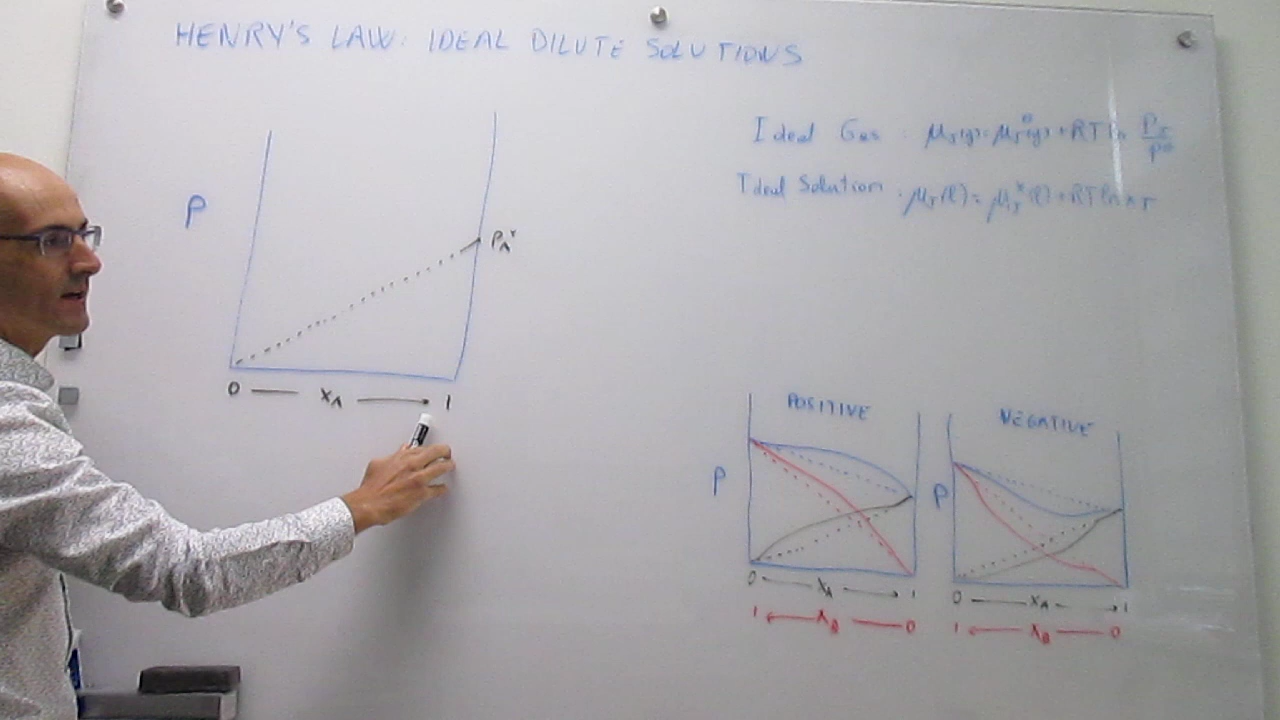 HENRY'S LAW: IDEAL DILUTE SOLUTIONS
P
P_A*
0 — x_A → 1
Ideal Gas : μ_J(g) = μ_J°(g) + RT ln P_J/P°
Ideal Solution : μ_J(l) = μ_J*(l) + RT ln x_J
POSITIVE
P
0 — x_A → 1
1 ← x_B — 0
NEGATIVE
P
0 — x_A → 1
1 ← x_B — 0